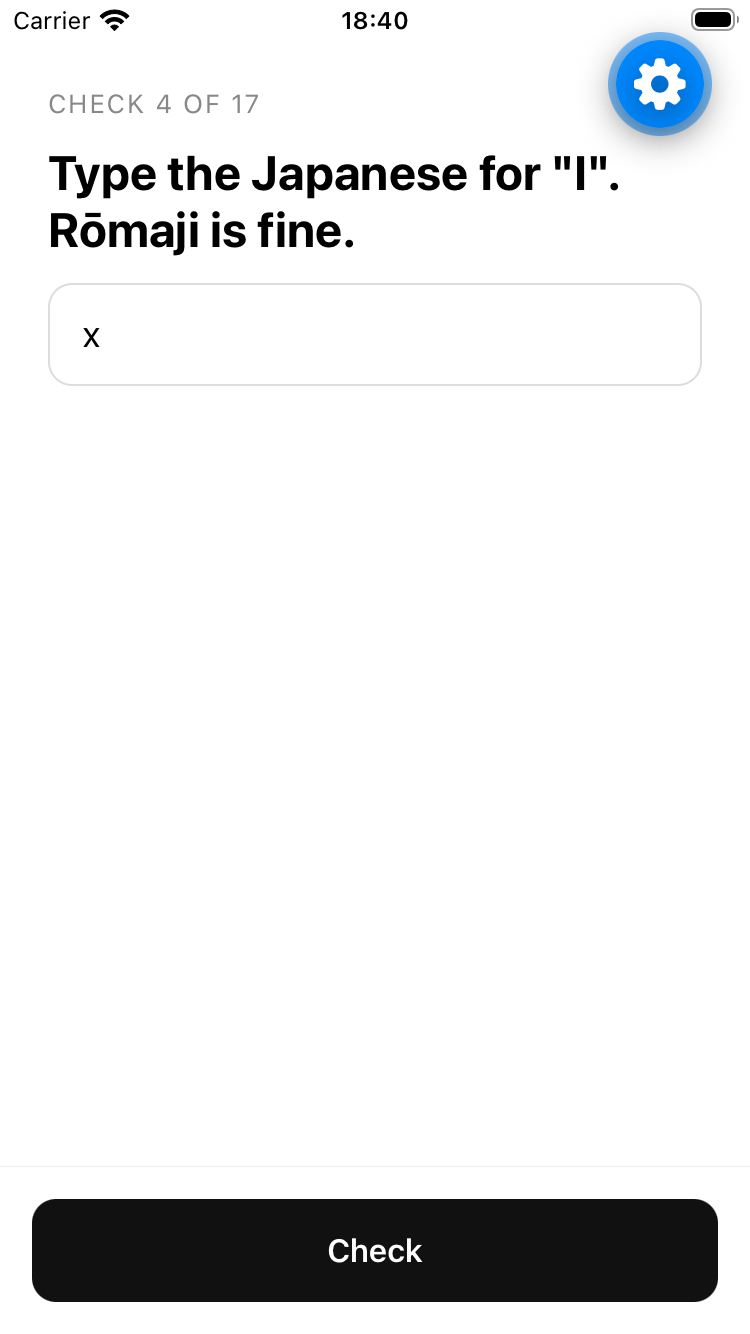 Carrier 18:40
CHECK 4 OF 17
Type the Japanese for "I".
Rōmaji is fine.
x
Check